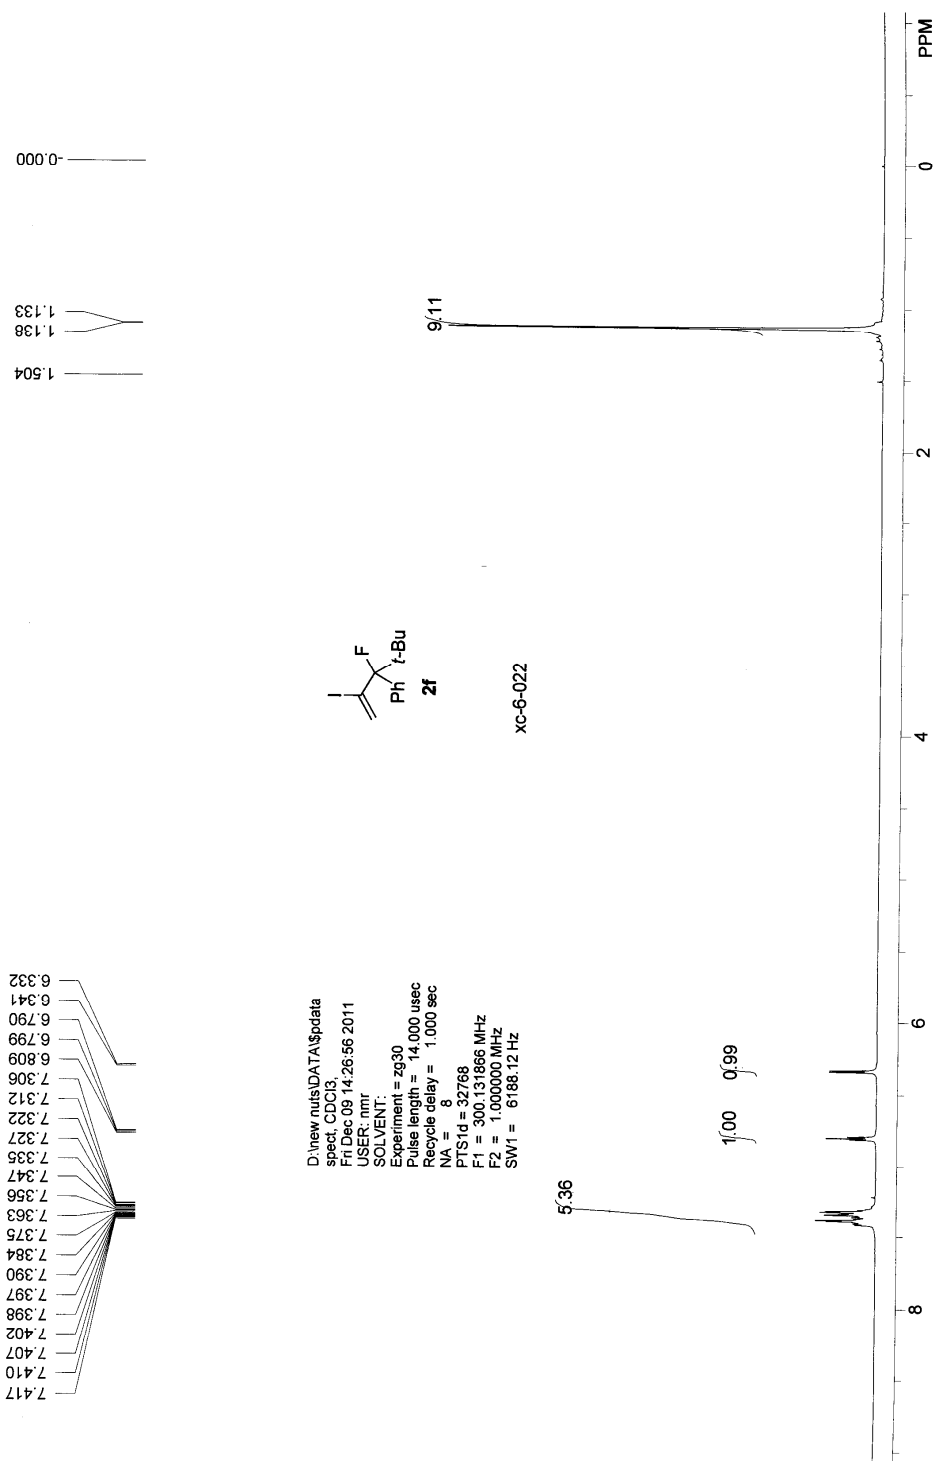 7.417
7.410
7.407
7.402
7.398
7.397
7.390
7.384
7.375
7.363
7.356
7.347
7.335
7.327
7.322
7.312
7.306
6.809
6.799
6.790
6.341
6.332
1.504
1.138
1.133
-0.000
D:\new nuts\DATA\$pdata
spect, CDCl3,
Fri Dec 09 14:26:56 2011
USER: nmr
SOLVENT:
Experiment = zg30
Pulse length = 14.000 usec
Recycle delay = 1.000 sec
NA = 8
PTS1d = 32768
F1 = 300.131866 MHz
F2 = 1.000000 MHz
SW1 = 6188.12 Hz
I
F
Ph t-Bu
2f
xc-6-022
5.36
1.00
0.99
9.11
8
6
4
2
0
PPM